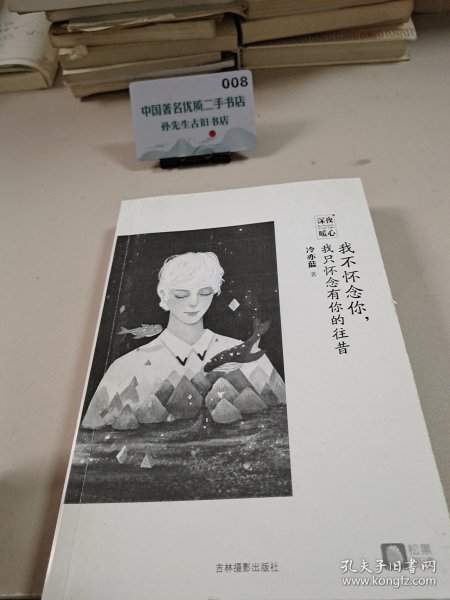 008
中国著名优质二手书店
孙先生古旧书店
深夜
暖心
我不怀念你，
我只怀念有你的往昔
冷亦蓝 著
吉林摄影出版社
松果
孔夫子旧书网
www.kongfz.com